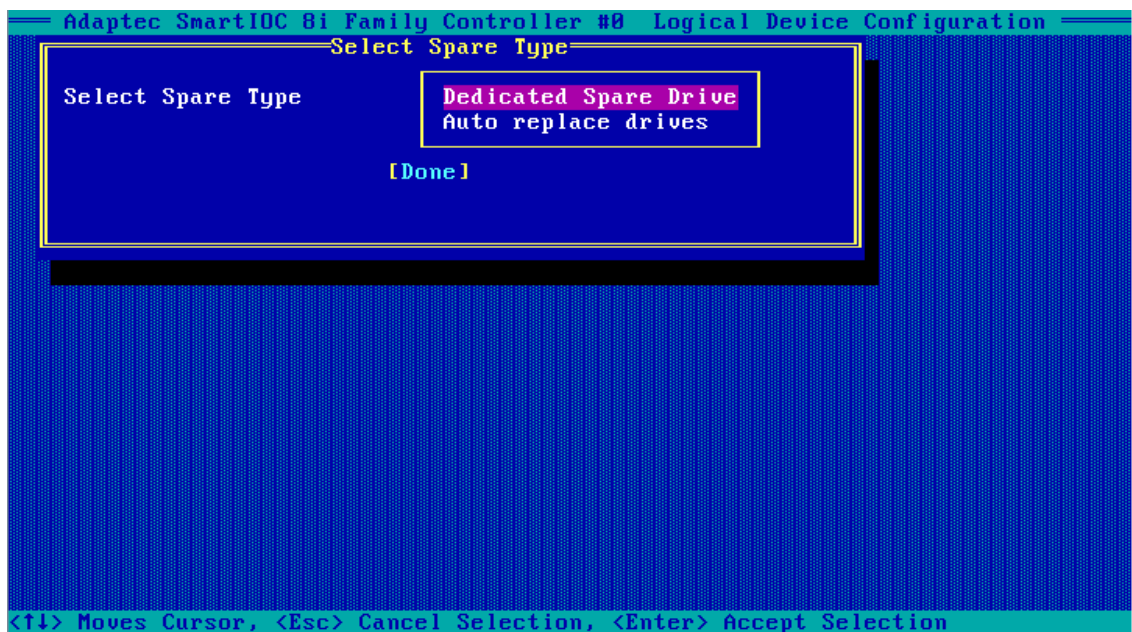 Adaptec SmartIOC 8i Family Controller #0 Logical Device Configuration
Select Spare Type
Select Spare Type
Dedicated Spare Drive
Auto replace drives
[Done]
<↑↓> Moves Cursor, <Esc> Cancel Selection, <Enter> Accept Selection